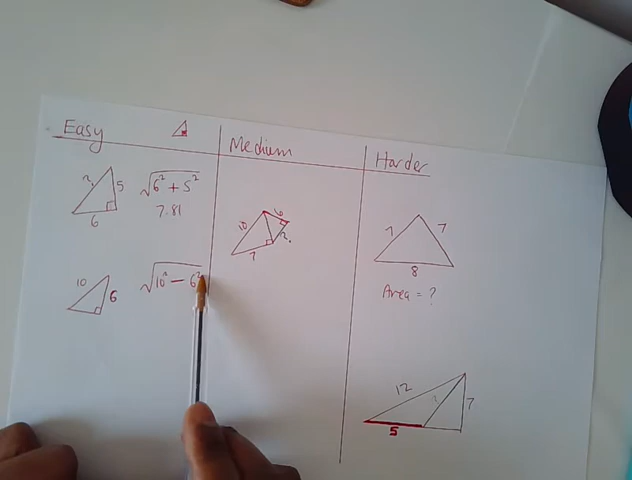 Easy
Medium
Harder
?
5
6
√6² + 5²
7.81
10
6
√10² − 6²
10
6
7
?
7
7
8
Area = ?
12
7
5